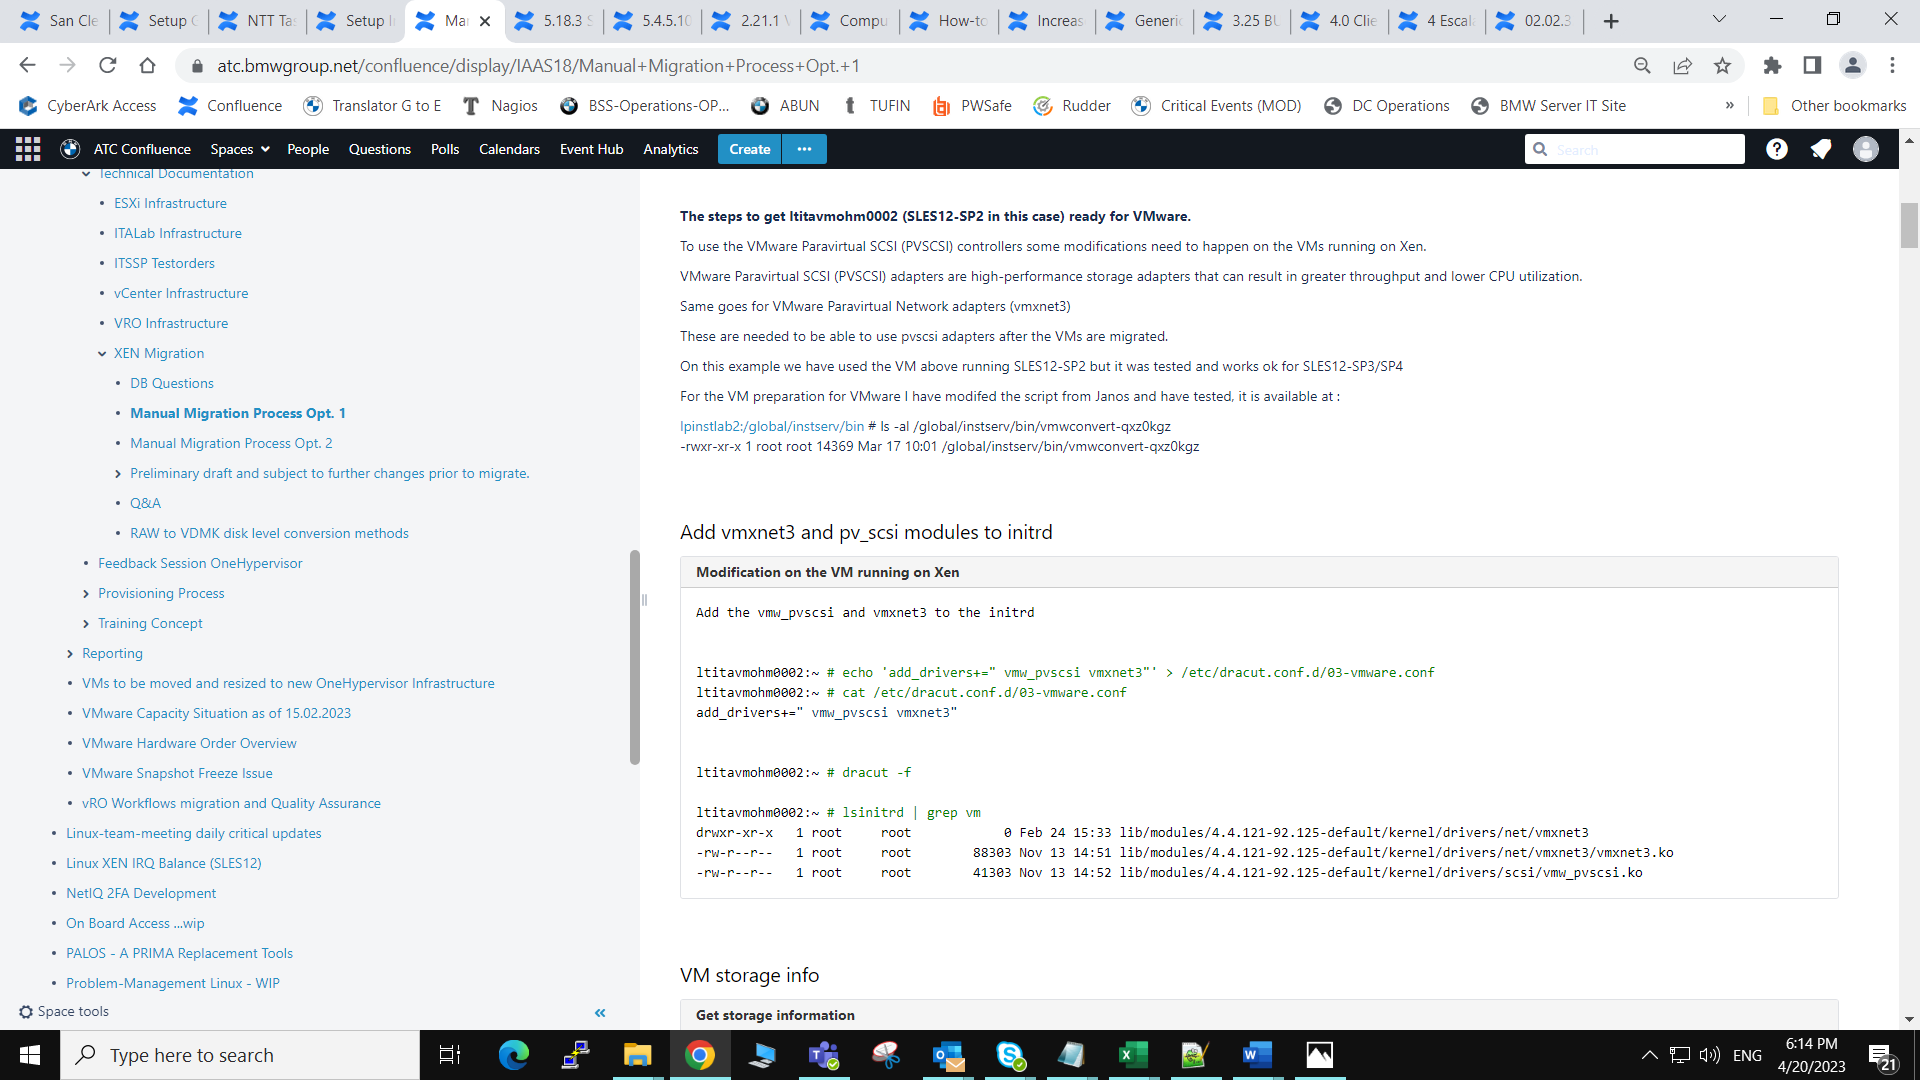 San Cle
Setup C
NTT Tas
Setup In
Mar
5.18.3 S
5.4.5.10
2.21.1 V
Compu
How-to
Increas
Generic
3.25 BU
4.0 Clie
4 Escala
02.02.3
atc.bmwgroup.net/confluence/display/IAAS18/Manual+Migration+Process+Opt.+1
CyberArk Access
Confluence
Translator G to E
Nagios
BSS-Operations-OP...
ABUN
TUFIN
PWSafe
Rudder
Critical Events (MOD)
DC Operations
BMW Server IT Site
»
Other bookmarks
ATC Confluence
Spaces
People
Questions
Polls
Calendars
Event Hub
Analytics
Create
···
Search
Technical Documentation
ESXi Infrastructure
ITALab Infrastructure
ITSSP Testorders
vCenter Infrastructure
VRO Infrastructure
XEN Migration
DB Questions
Manual Migration Process Opt. 1
Manual Migration Process Opt. 2
Preliminary draft and subject to further changes prior to migrate.
Q&A
RAW to VDMK disk level conversion methods
Feedback Session OneHypervisor
Provisioning Process
Training Concept
Reporting
VMs to be moved and resized to new OneHypervisor Infrastructure
VMware Capacity Situation as of 15.02.2023
VMware Hardware Order Overview
VMware Snapshot Freeze Issue
vRO Workflows migration and Quality Assurance
Linux-team-meeting daily critical updates
Linux XEN IRQ Balance (SLES12)
NetIQ 2FA Development
On Board Access ...wip
PALOS - A PRIMA Replacement Tools
Problem-Management Linux - WIP
Space tools
«
The steps to get ltitavmohm0002 (SLES12-SP2 in this case) ready for VMware.
To use the VMware Paravirtual SCSI (PVSCSI) controllers some modifications need to happen on the VMs running on Xen.
VMware Paravirtual SCSI (PVSCSI) adapters are high-performance storage adapters that can result in greater throughput and lower CPU utilization.
Same goes for VMware Paravirtual Network adapters (vmxnet3)
These are needed to be able to use pvscsi adapters after the VMs are migrated.
On this example we have used the VM above running SLES12-SP2 but it was tested and works ok for SLES12-SP3/SP4
For the VM preparation for VMware I have modifed the script from Janos and have tested, it is available at :
lpinstlab2:/global/instserv/bin # ls -al /global/instserv/bin/vmwconvert-qxz0kgz
-rwxr-xr-x 1 root root 14369 Mar 17 10:01 /global/instserv/bin/vmwconvert-qxz0kgz
Add vmxnet3 and pv_scsi modules to initrd
Modification on the VM running on Xen
Add the vmw_pvscsi and vmxnet3 to the initrd
ltitavmohm0002:~ # echo 'add_drivers+=" vmw_pvscsi vmxnet3"' > /etc/dracut.conf.d/03-vmware.conf
ltitavmohm0002:~ # cat /etc/dracut.conf.d/03-vmware.conf
add_drivers+=" vmw_pvscsi vmxnet3"
ltitavmohm0002:~ # dracut -f
ltitavmohm0002:~ # lsinitrd | grep vm
drwxr-xr-x 1 root root 0 Feb 24 15:33 lib/modules/4.4.121-92.125-default/kernel/drivers/net/vmxnet3
-rw-r--r-- 1 root root 88303 Nov 13 14:51 lib/modules/4.4.121-92.125-default/kernel/drivers/net/vmxnet3/vmxnet3.ko
-rw-r--r-- 1 root root 41303 Nov 13 14:52 lib/modules/4.4.121-92.125-default/kernel/drivers/scsi/vmw_pvscsi.ko
VM storage info
Get storage information
Type here to search
ENG
6:14 PM
4/20/2023
21